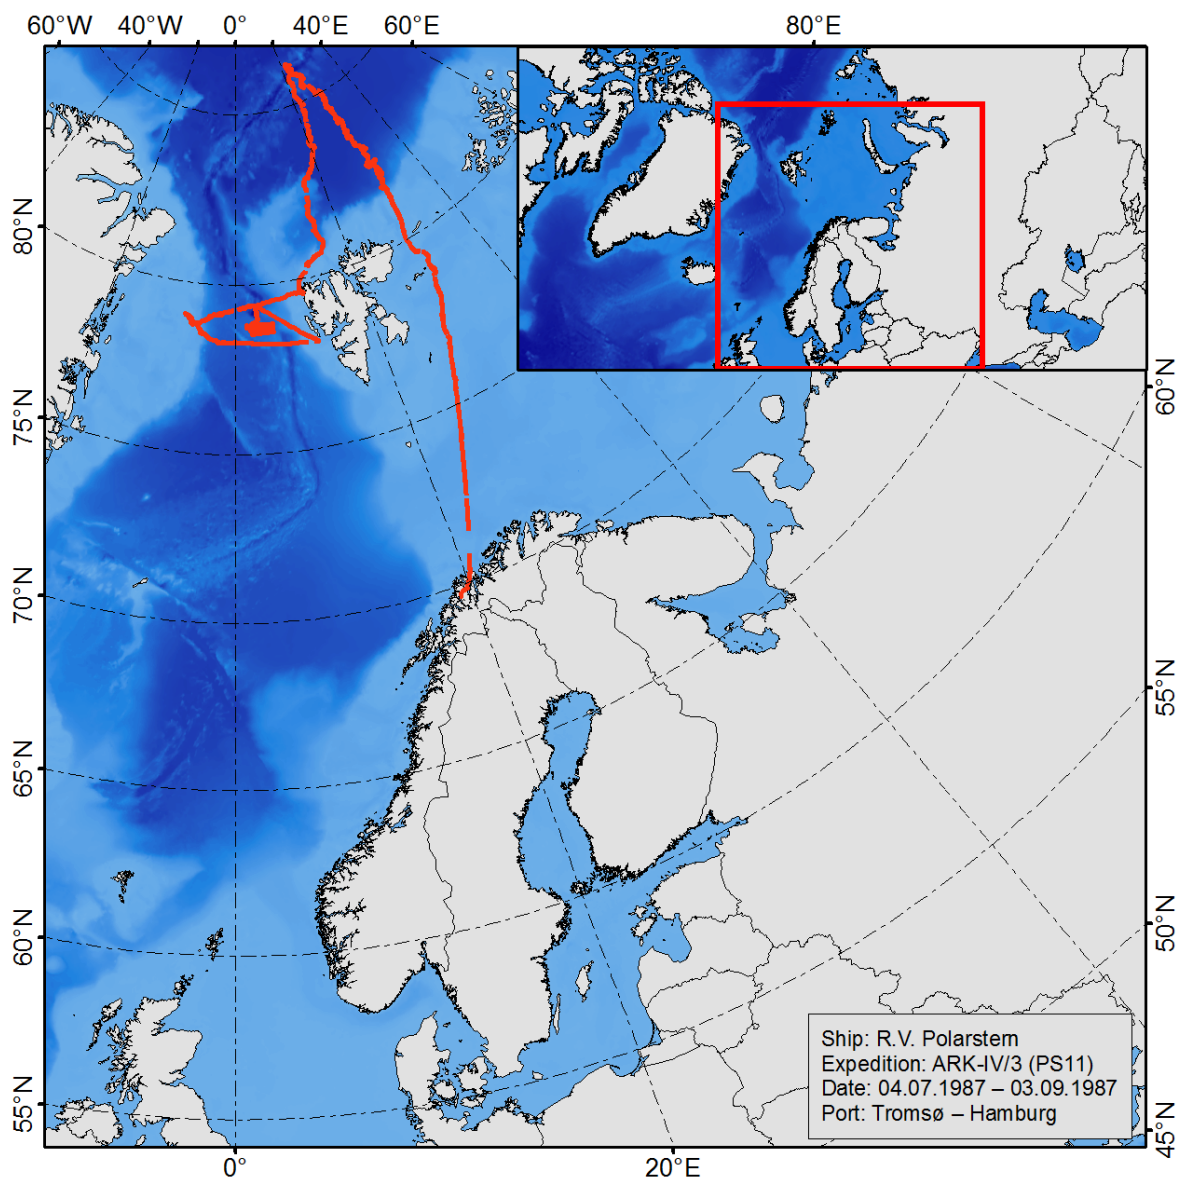 60°W 40°W 0° 40°E 60°E 80°E
80°N
75°N
70°N
65°N
60°N
55°N
60°N
55°N
50°N
45°N
Ship: R.V. Polarstern
Expedition: ARK-IV/3 (PS11)
Date: 04.07.1987 – 03.09.1987
Port: Tromsø – Hamburg
0° 20°E